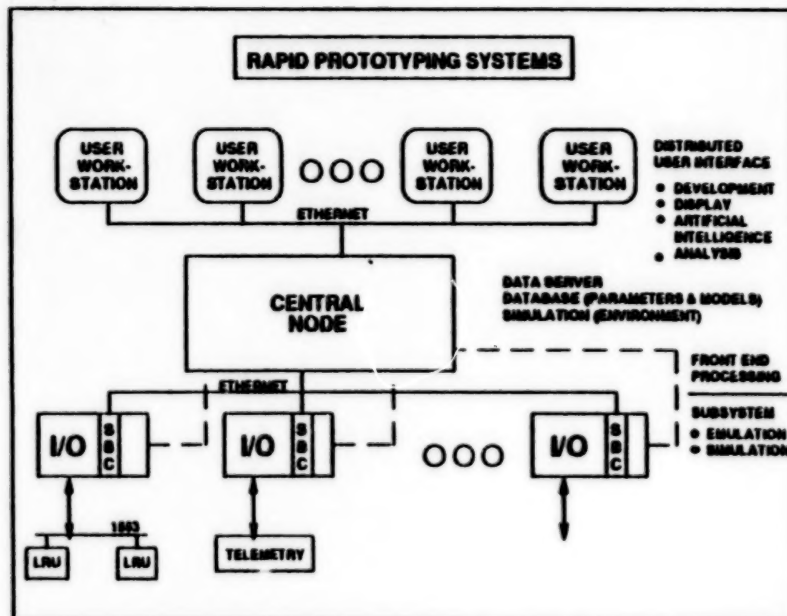 RAPID PROTOTYPING SYSTEMS
USER
WORK-
STATION
USER
WORK-
STATION
USER
WORK-
STATION
USER
WORK-
STATION
DISTRIBUTED
USER INTERFACE
DEVELOPMENT
DISPLAY
ARTIFICIAL
INTELLIGENCE
ANALYSIS
ETHERNET
CENTRAL
NODE
DATA SERVER
DATABASE (PARAMETERS & MODELS)
SIMULATION (ENVIRONMENT)
ETHERNET
FRONT END
PROCESSING
SUBSYSTEM
EMULATION
SIMULATION
I/O
SBC
I/O
SBC
I/O
SBC
1553
LRU
LRU
TELEMETRY